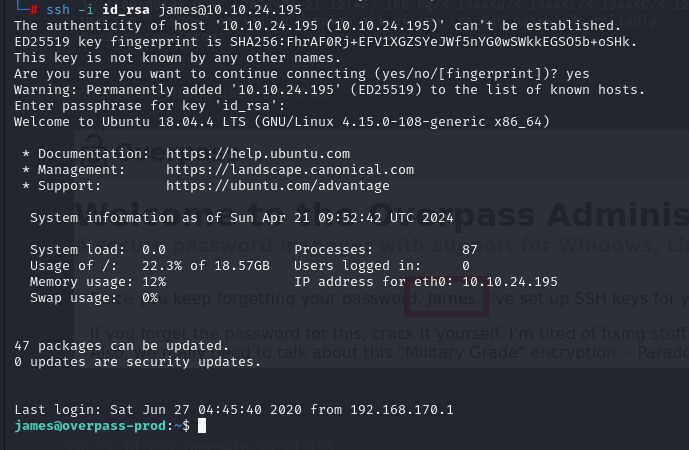 └─# ssh -i id_rsa james@10.10.24.195
The authenticity of host '10.10.24.195 (10.10.24.195)' can't be established.
ED25519 key fingerprint is SHA256:FhrAF0Rj+EFV1XGZSYeJWf5nYG0wSWkkEGSO5b+oSHk.
This key is not known by any other names.
Are you sure you want to continue connecting (yes/no/[fingerprint])? yes
Warning: Permanently added '10.10.24.195' (ED25519) to the list of known hosts.
Enter passphrase for key 'id_rsa':
Welcome to Ubuntu 18.04.4 LTS (GNU/Linux 4.15.0-108-generic x86_64)
* Documentation: https://help.ubuntu.com
* Management: https://landscape.canonical.com
* Support: https://ubuntu.com/advantage
Welcome to the Overpass Adminis
password manager with support for Windows, Li
System information as of Sun Apr 21 09:52:42 UTC 2024
System load: 0.0 Processes: 87
Usage of /: 22.3% of 18.57GB Users logged in: 0
Memory usage: 12% IP address for eth0: 10.10.24.195
Swap usage: 0%
you keep forgetting your password, James, I've set up SSH keys for y
If you forget the password for this, crack it yourself. I'm tired of fixing stuff
Also, we really need to talk about this "Military Grade" encryption. - Parado
47 packages can be updated.
0 updates are security updates.
Last login: Sat Jun 27 04:45:40 2020 from 192.168.170.1
james@overpass-prod:~$